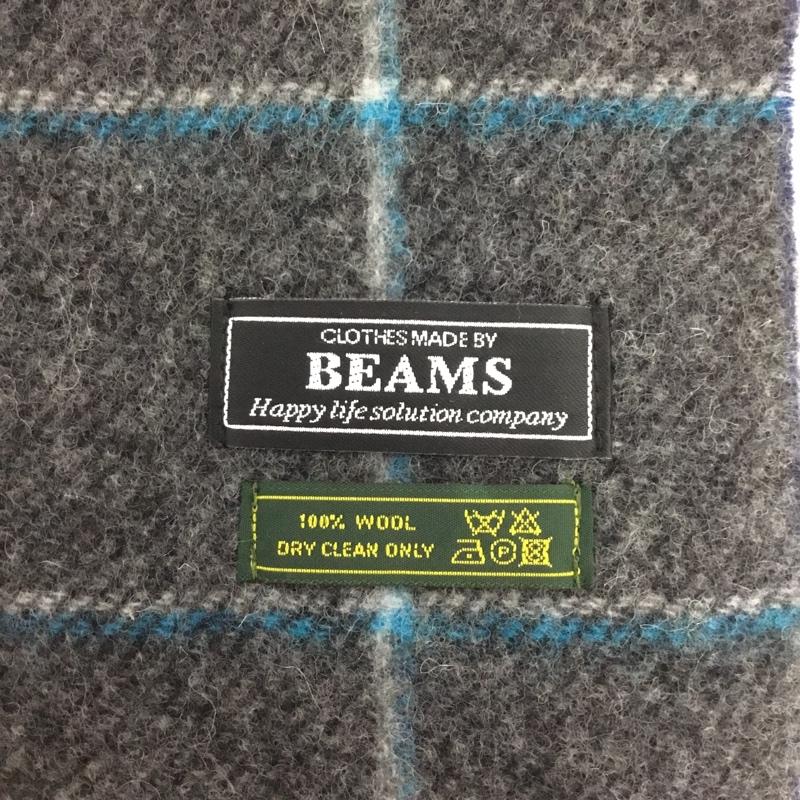 CLOTHES MADE BY
BEAMS
Happy life solution company
100% WOOL
DRY CLEAN ONLY
P